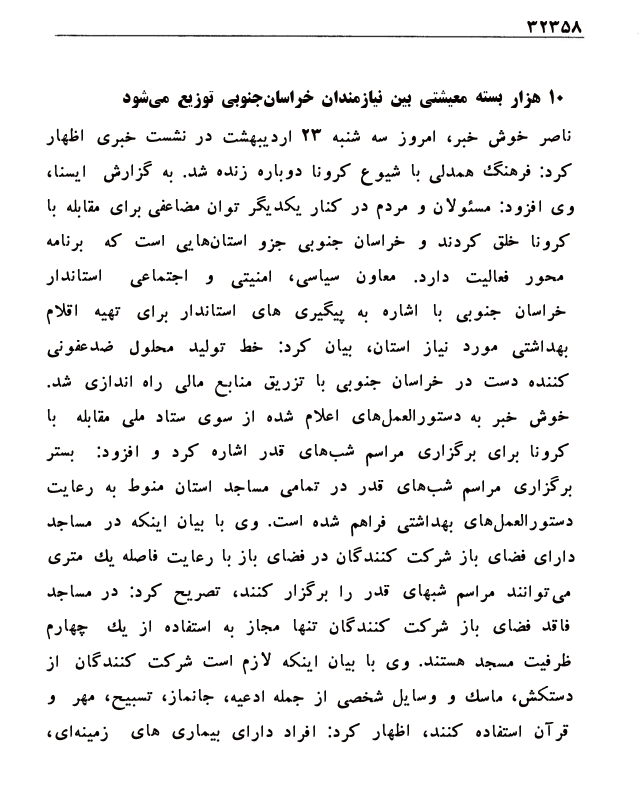 ۳۲۳۵۸
۱۰ هزار بسته معیشتی بین نیازمندان خراسان‌جنوبی توزیع می‌شود
ناصر خوش خبر، امروز سه شنبه ۲۳ اردیبهشت در نشست خبری اظهار
کرد: فرهنگ همدلی با شیوع کرونا دوباره زنده شد. به گزارش ایسنا،
وی افزود: مسئولان و مردم در کنار یکدیگر توان مضاعفی برای مقابله با
کرونا خلق کردند و خراسان جنوبی جزو استان‌هایی است که برنامه
محور فعالیت دارد. معاون سیاسی، امنیتی و اجتماعی استاندار
خراسان جنوبی با اشاره به پیگیری های استاندار برای تهیه اقلام
بهداشتی مورد نیاز استان، بیان کرد: خط تولید محلول ضدعفونی
کننده دست در خراسان جنوبی با تزریق منابع مالی راه اندازی شد.
خوش خبر به دستورالعمل‌های اعلام شده از سوی ستاد ملی مقابله با
کرونا برای برگزاری مراسم شب‌های قدر اشاره کرد و افزود: بستر
برگزاری مراسم شب‌های قدر در تمامی مساجد استان منوط به رعایت
دستورالعمل‌های بهداشتی فراهم شده است. وی با بیان اینکه در مساجد
دارای فضای باز شرکت کنندگان در فضای باز با رعایت فاصله یك متری
می‌توانند مراسم شبهای قدر را برگزار کنند، تصریح کرد: در مساجد
فاقد فضای باز شرکت کنندگان تنها مجاز به استفاده از یك چهارم
ظرفیت مسجد هستند. وی با بیان اینکه لازم است شرکت کنندگان از
دستکش، ماسك و وسایل شخصی از جمله ادعیه، جانماز، تسبیح، مهر و
قرآن استفاده کنند، اظهار کرد: افراد دارای بیماری های زمینه‌ای،